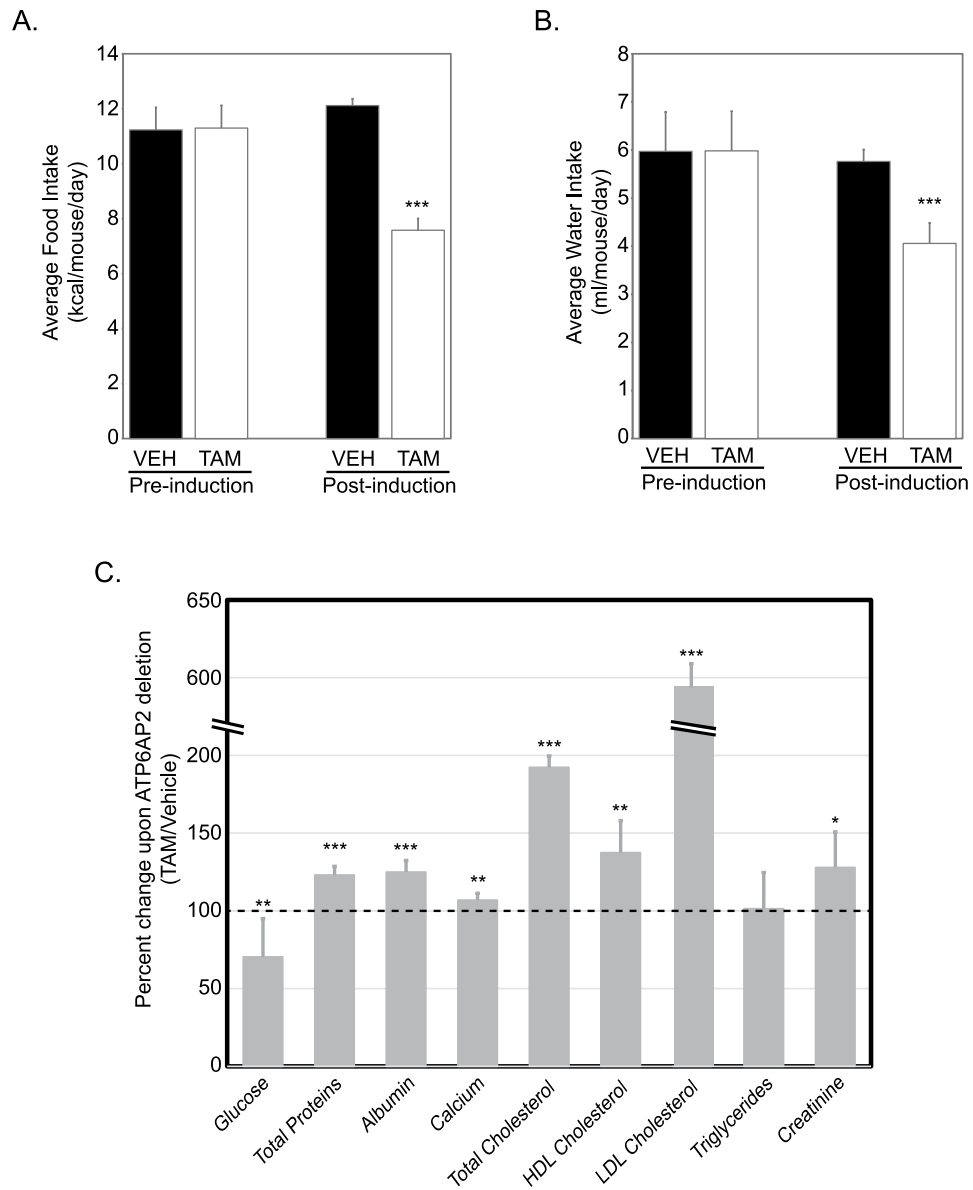 A.
Average Food Intake
(kcal/mouse/day)
14
12
10
8
6
4
2
0
***
VEH TAM VEH TAM
Pre-induction Post-induction
B.
Average Water Intake
(ml/mouse/day)
8
7
6
5
4
3
2
1
0
***
VEH TAM VEH TAM
Pre-induction Post-induction
C.
Percent change upon ATP6AP2 deletion
(TAM/Vehicle)
650
600
200
150
100
50
0
**
***
***
**
***
**
***
*
Glucose
Total Proteins
Albumin
Calcium
Total Cholesterol
HDL Cholesterol
LDL Cholesterol
Triglycerides
Creatinine